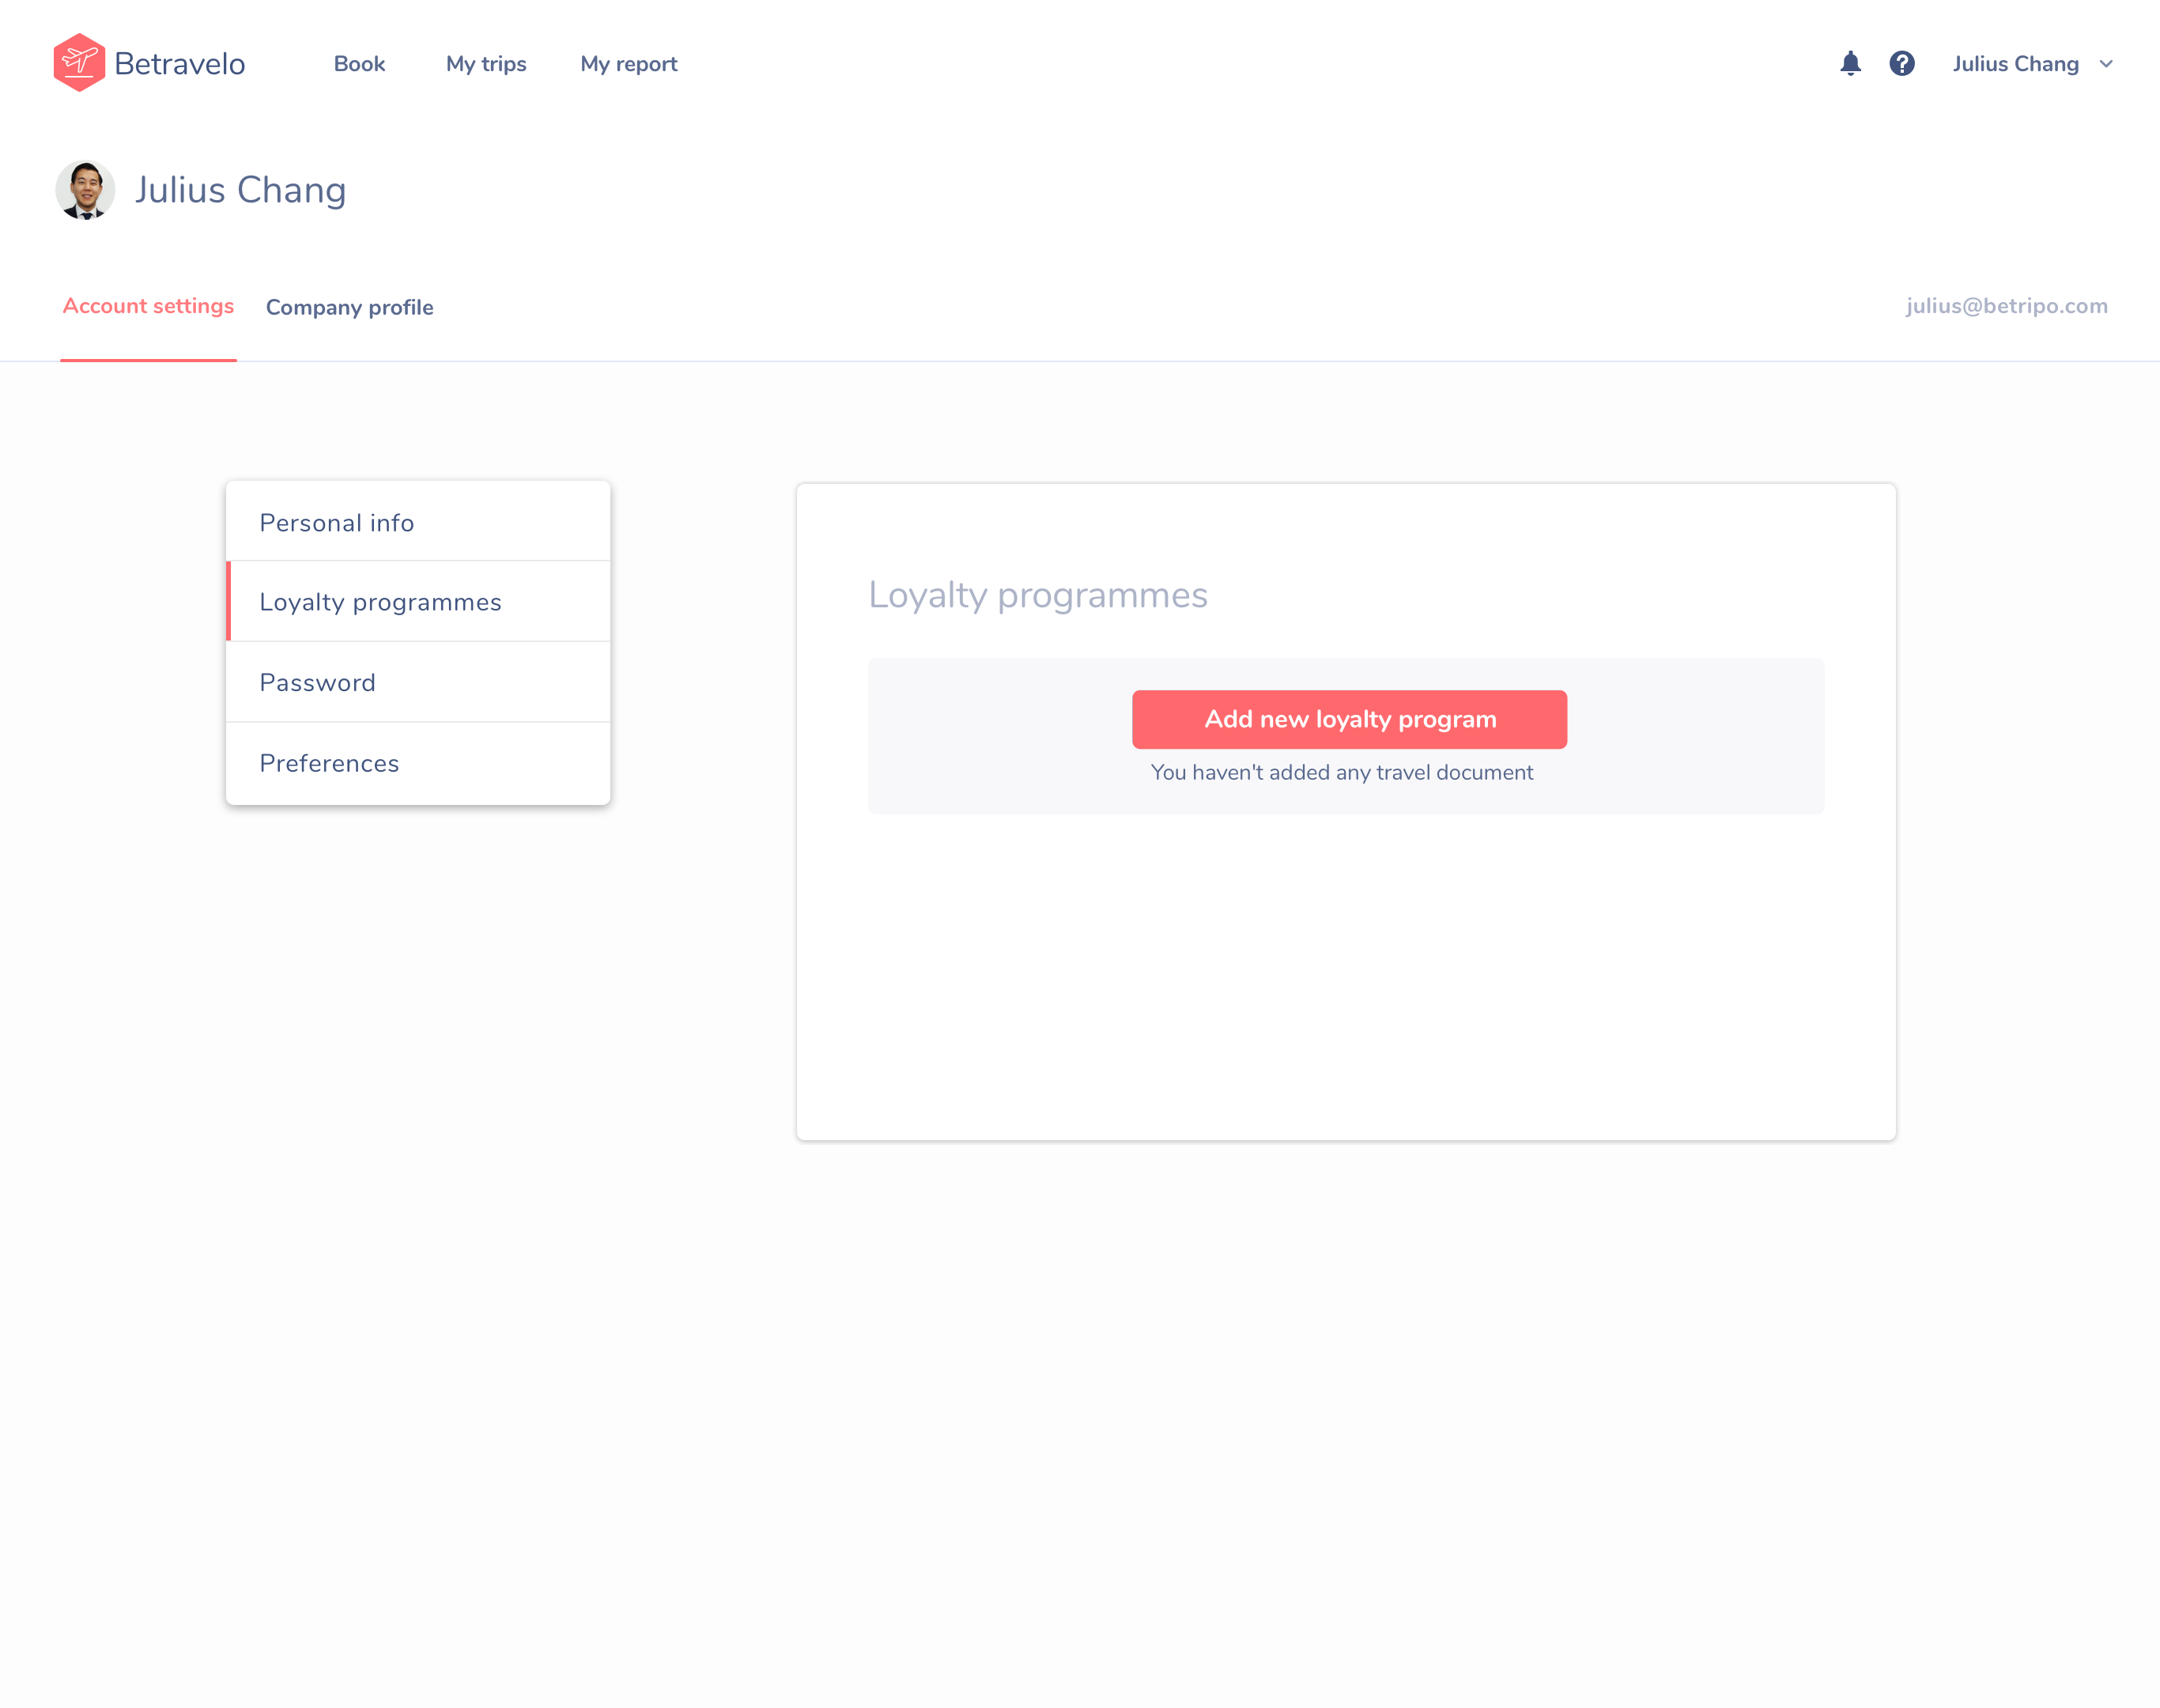 Betravelo
Book
My trips
My report
Julius Chang
Julius Chang
Account settings
Company profile
julius@betripo.com
Personal info
Loyalty programmes
Password
Preferences
Loyalty programmes
Add new loyalty program
You haven't added any travel document